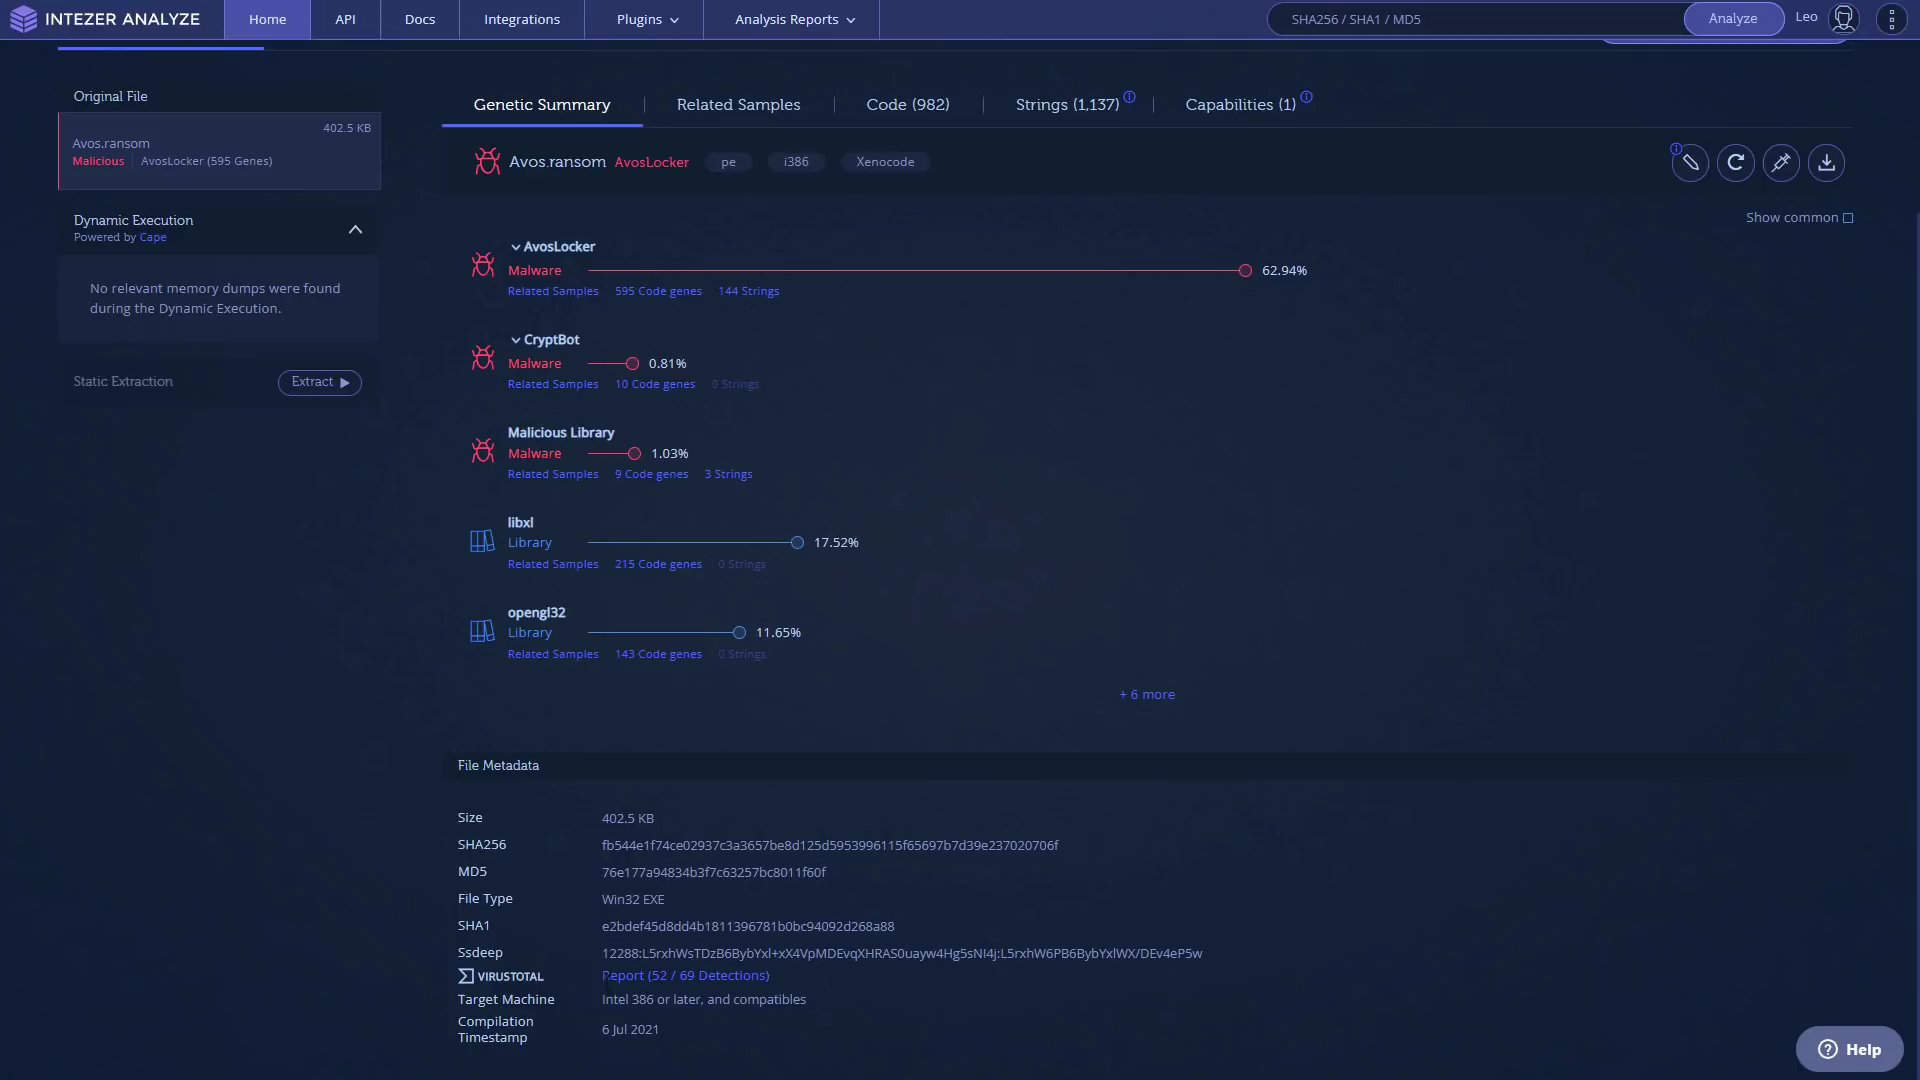 INTEZER ANALYZE
Home
API
Docs
Integrations
Plugins
Analysis Reports
SHA256 / SHA1 / MD5
Analyze
Leo
Original File
402.5 KB
Avos.ransom
Malicious
AvosLocker (595 Genes)
Dynamic Execution
Powered by Cape
No relevant memory dumps were found
during the Dynamic Execution.
Static Extraction
Extract
Genetic Summary
Related Samples
Code (982)
Strings (1,137)
Capabilities (1)
Avos.ransom AvosLocker
pe
i386
Xenocode
Show common
AvosLocker
Malware
62.94%
Related Samples
595 Code genes
144 Strings
CryptBot
Malware
0.81%
Related Samples
10 Code genes
0 Strings
Malicious Library
Malware
1.03%
Related Samples
9 Code genes
3 Strings
libxl
Library
17.52%
Related Samples
215 Code genes
0 Strings
opengl32
Library
11.65%
Related Samples
143 Code genes
0 Strings
+ 6 more
File Metadata
Size
402.5 KB
SHA256
fb544e1f74ce02937c3a3657be8d125d5953996115f65697b7d39e237020706f
MD5
76e177a94834b3f7c63257bc8011f60f
File Type
Win32 EXE
SHA1
e2bdef45d8dd4b1811396781b0bc94092d268a88
Ssdeep
12288:L5rxhWsTDzB6BybYxl+xX4VpMDEvqXHRAS0uayw4Hg5sNI4j:L5rxhW6PB6BybYxlWX/DEv4eP5w
VIRUSTOTAL
Report (52 / 69 Detections)
Target Machine
Intel 386 or later, and compatibles
Compilation
Timestamp
6 Jul 2021
Help